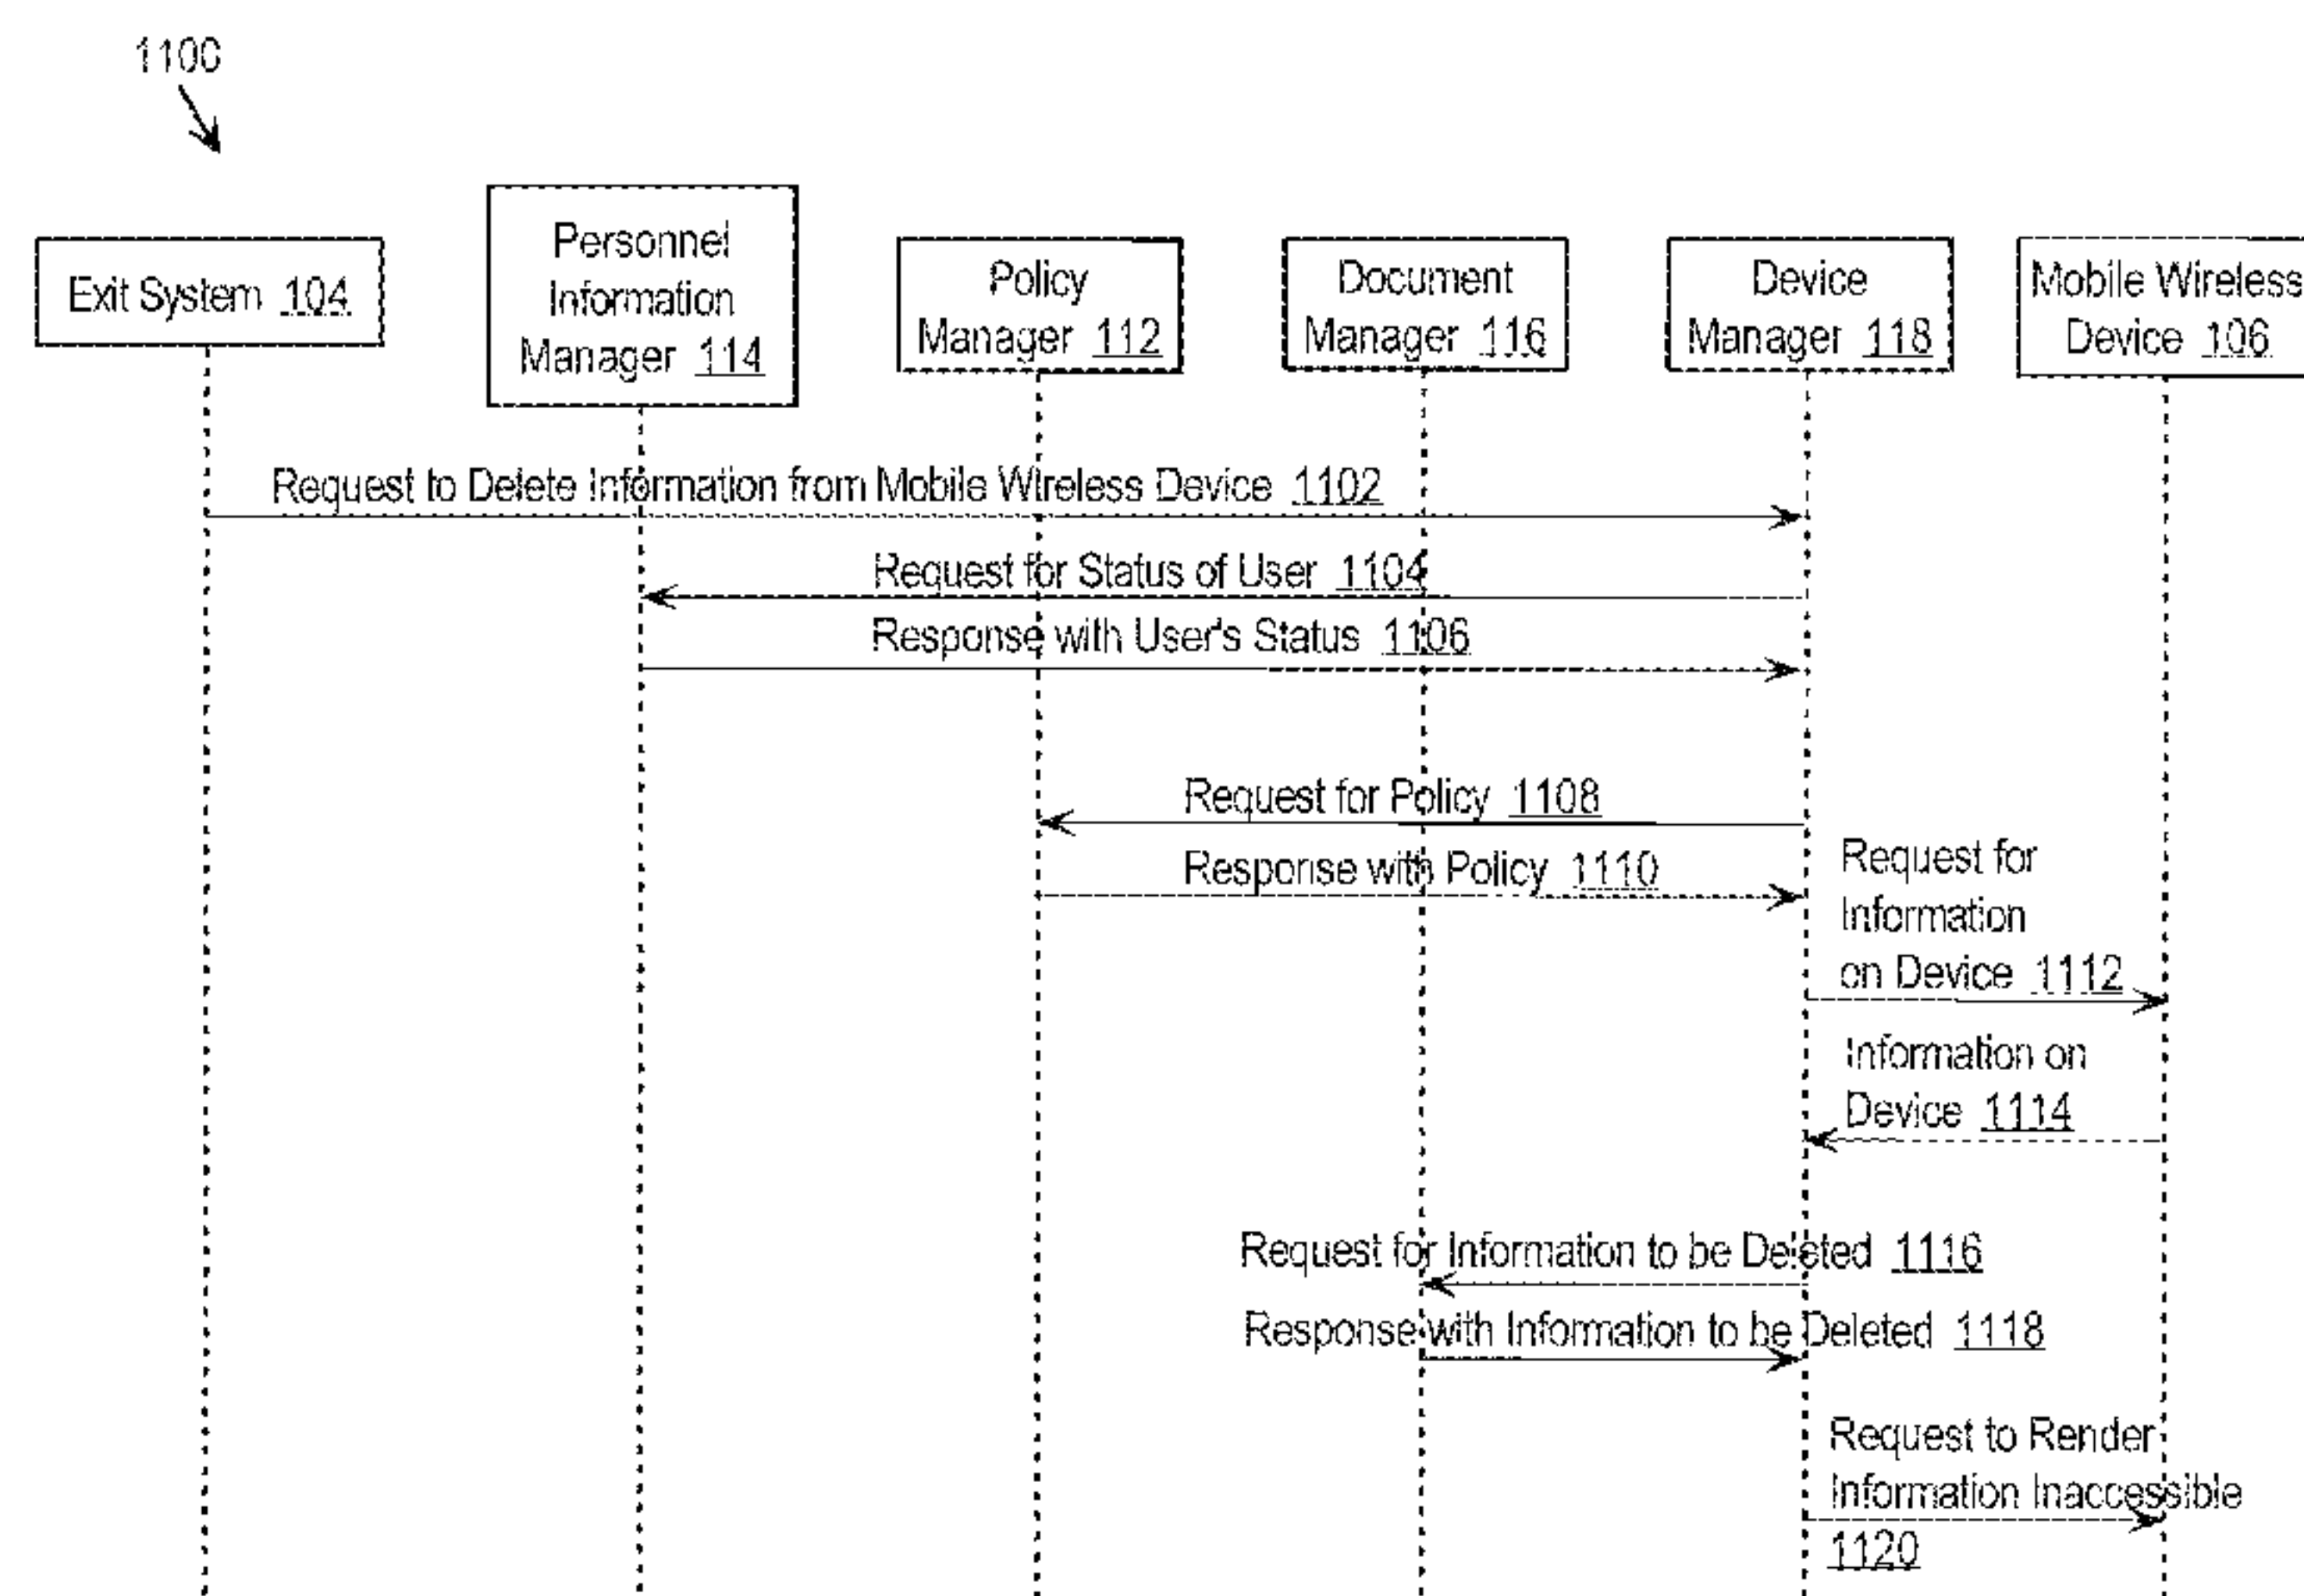 1100
Exit System 104
Personnel
Information
Manager 114
Policy
Manager 112
Document
Manager 116
Device
Manager 118
Mobile Wireless
Device 106
Request to Delete Information from Mobile Wireless Device 1102
Request for Status of User 1104
Response with User's Status 1106
Request for Policy 1108
Response with Policy 1110
Request for
Information
on Device 1112
Information on
Device 1114
Request for Information to be Deleted 1116
Response with Information to be Deleted 1118
Request to Render
Information Inaccessible
1120